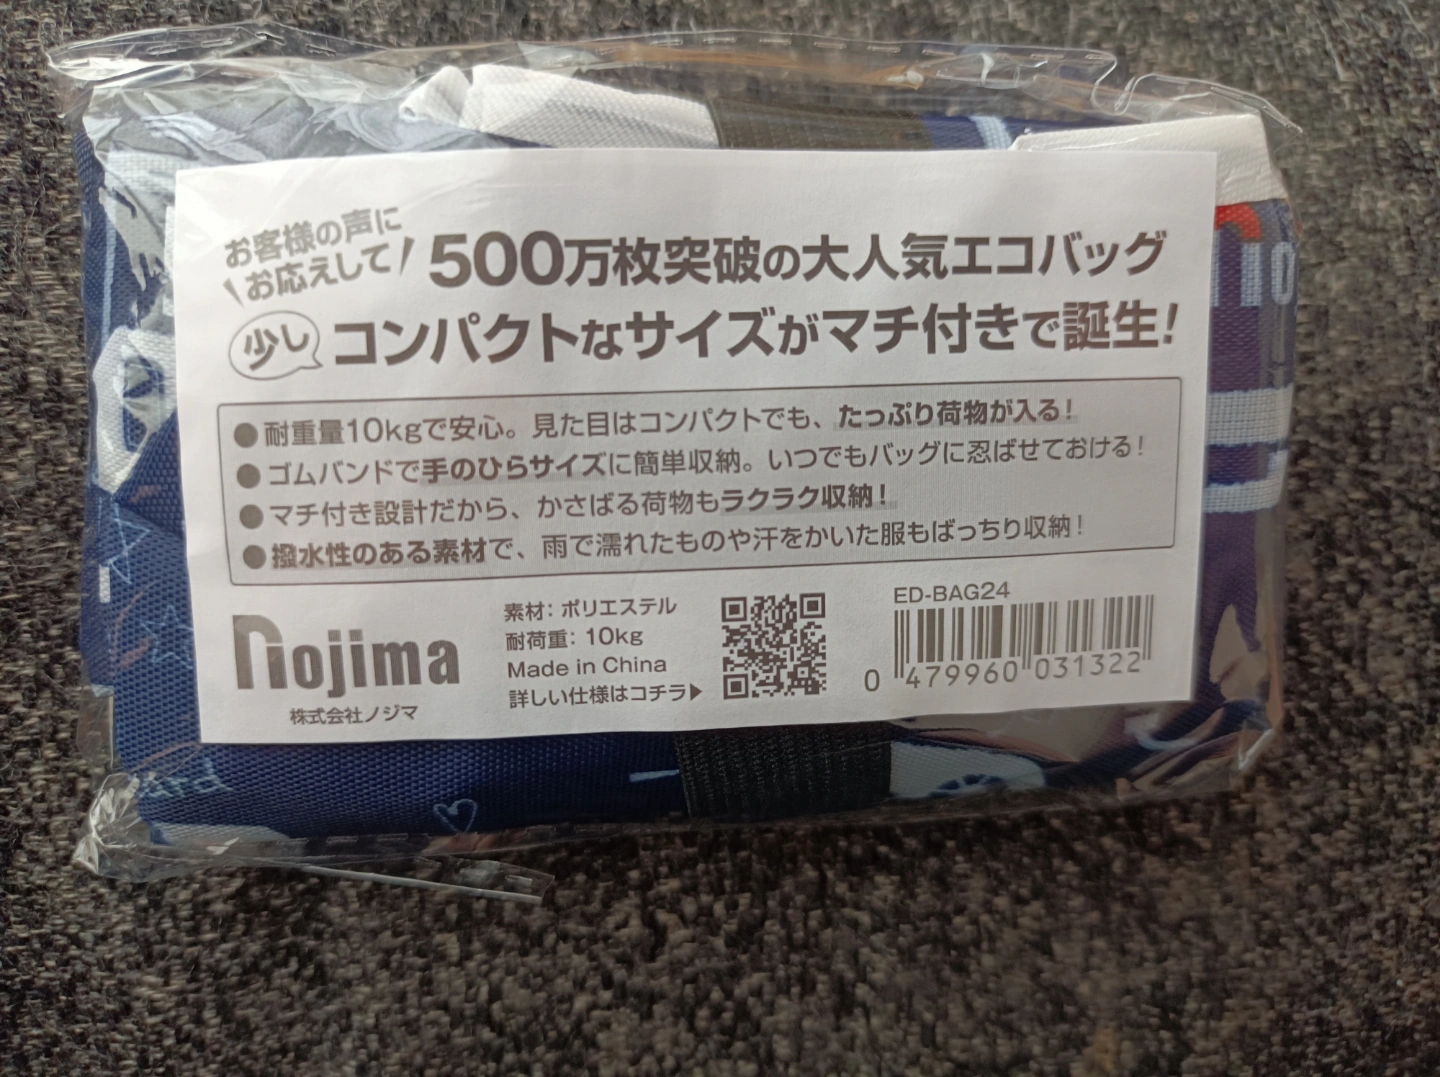 お客様の声に
お応えして
500万枚突破の大人気エコバッグ
少し
コンパクトなサイズがマチ付きで誕生!
●耐重量10kgで安心。見た目はコンパクトでも、たっぷり荷物が入る!
●ゴムバンドで手のひらサイズに簡単収納。いつでもバッグに忍ばせておける!
●マチ付き設計だから、かさばる荷物もラクラク収納!
●撥水性のある素材で、雨で濡れたものや汗をかいた服もばっちり収納!
nojima
株式会社ノジマ
素材: ポリエステル
耐荷重: 10kg
Made in China
詳しい仕様はコチラ▶
ED-BAG24
0 479960 031322
no
and